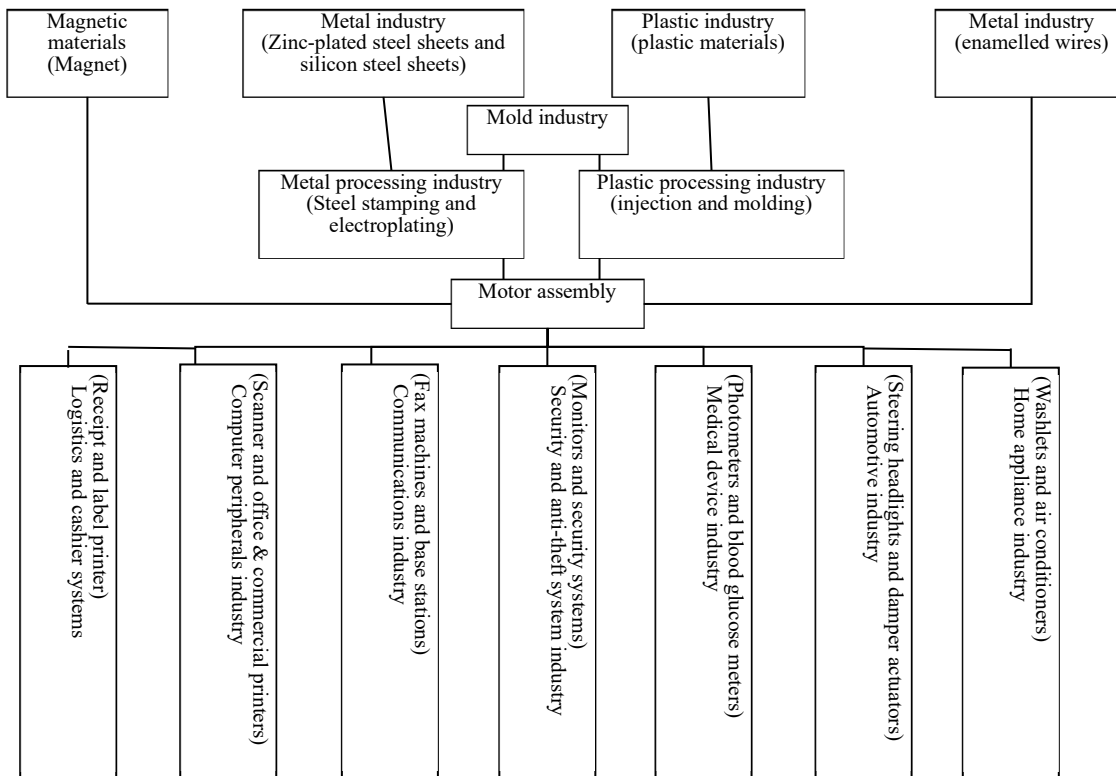 Magnetic
materials
(Magnet)
Metal industry
(Zinc-plated steel sheets and
silicon steel sheets)
Plastic industry
(plastic materials)
Metal industry
(enamelled wires)
Mold industry
Metal processing industry
(Steel stamping and
electroplating)
Plastic processing industry
(injection and molding)
Motor assembly
(Receipt and label printer)
Logistics and cashier systems
(Scanner and office & commercial printers)
Computer peripherals industry
(Fax machines and base stations)
Communications industry
(Monitors and security systems)
Security and anti-theft system industry
(Photometers and blood glucose meters)
Medical device industry
(Steering headlights and damper actuators)
Automotive industry
(Washlets and air conditioners)
Home appliance industry